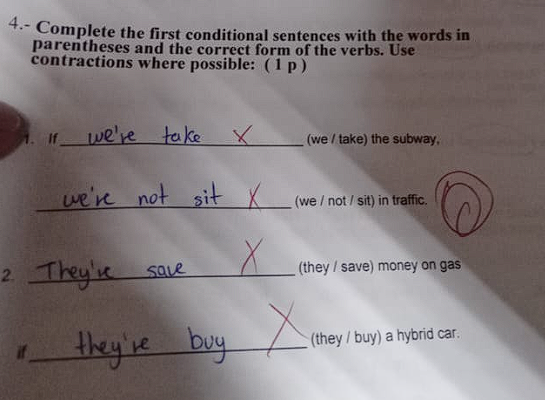 4.- Complete the first conditional sentences with the words in
parentheses and the correct form of the verbs. Use
contractions where possible: (1 p)
1. If we're take X (we / take) the subway,
we're not sit X (we / not / sit) in traffic. 0
2. They're save X (they / save) money on gas
if they're buy X (they / buy) a hybrid car.